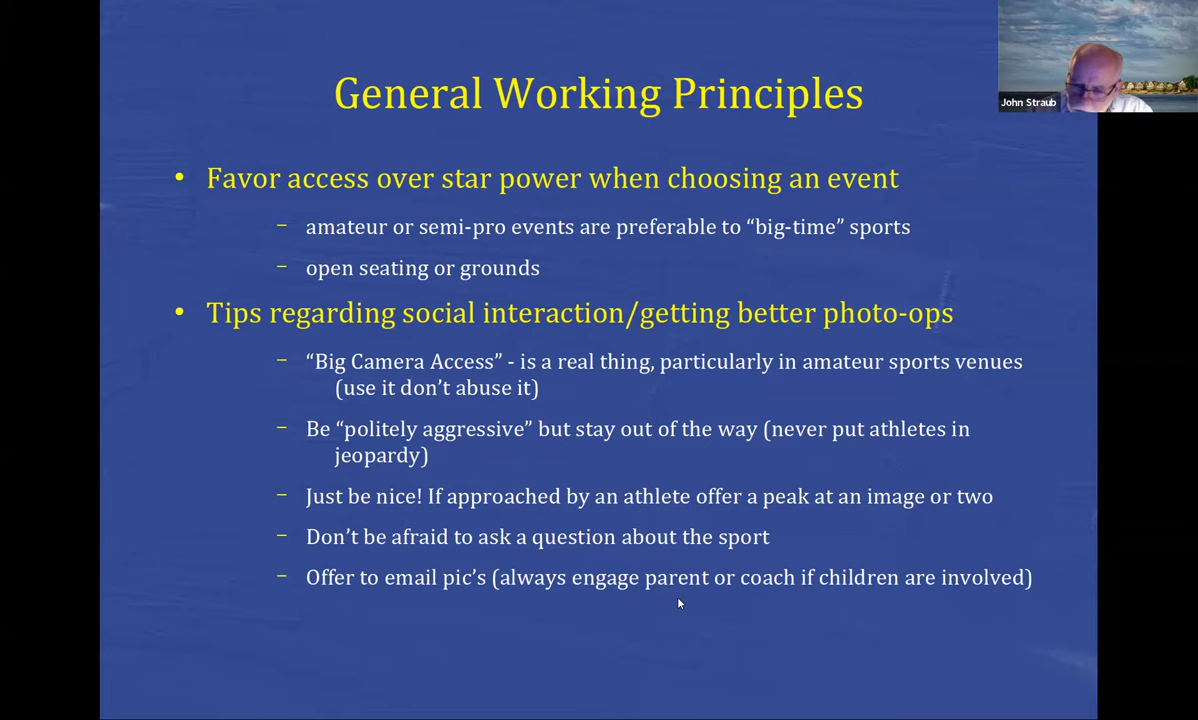 General Working Principles
John Straub
• Favor access over star power when choosing an event
– amateur or semi-pro events are preferable to “big-time” sports
– open seating or grounds
• Tips regarding social interaction/getting better photo-ops
– “Big Camera Access” - is a real thing, particularly in amateur sports venues
(use it don’t abuse it)
– Be “politely aggressive” but stay out of the way (never put athletes in
jeopardy)
– Just be nice! If approached by an athlete offer a peak at an image or two
– Don’t be afraid to ask a question about the sport
– Offer to email pic’s (always engage parent or coach if children are involved)